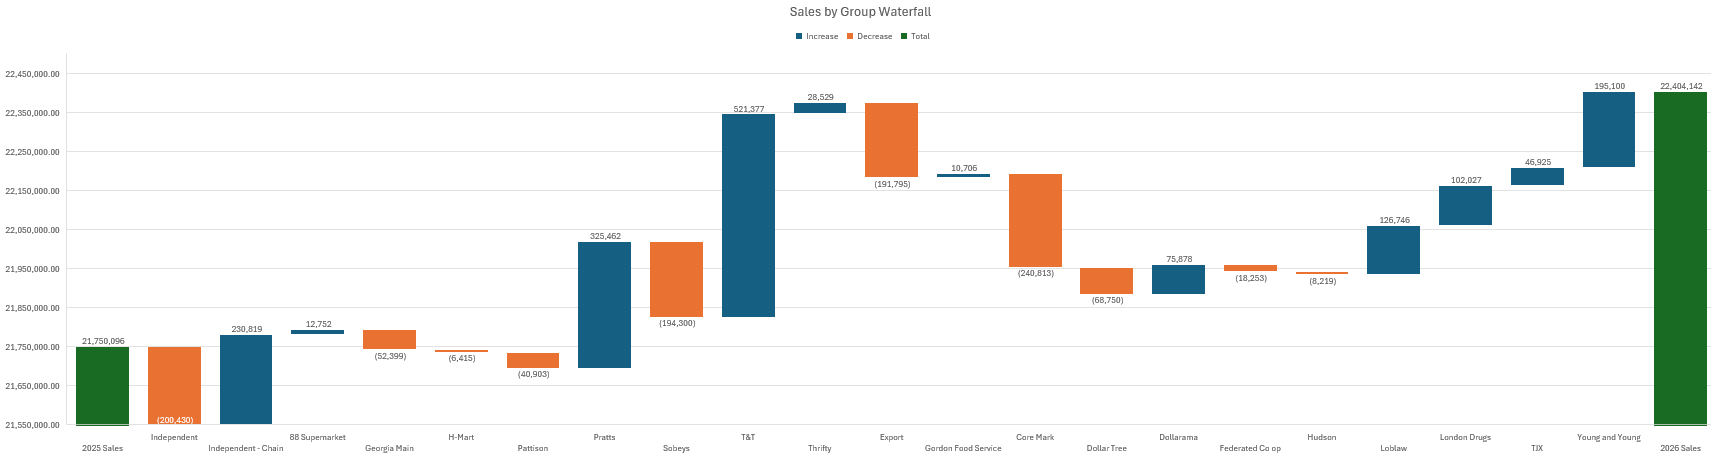 Sales by Group Waterfall
Increase Decrease Total
22,450,000.00
22,350,000.00
22,250,000.00
22,150,000.00
22,050,000.00
21,950,000.00
21,850,000.00
21,750,000.00
21,650,000.00
21,550,000.00
21,750,096
(200,430)
230,819
12,752
(52,399)
(6,415)
(40,903)
325,462
(194,300)
521,377
28,529
(191,795)
10,706
(240,813)
(68,750)
75,878
(18,253)
(8,219)
126,746
102,027
46,925
195,100
22,404,142
2025 Sales
Independent
Independent - Chain
88 Supermarket
Georgia Main
H-Mart
Pattison
Pratts
Sobeys
T&T
Thrifty
Export
Gordon Food Service
Core Mark
Dollar Tree
Dollarama
Federated Co op
Hudson
Loblaw
London Drugs
TJX
Young and Young
2026 Sales